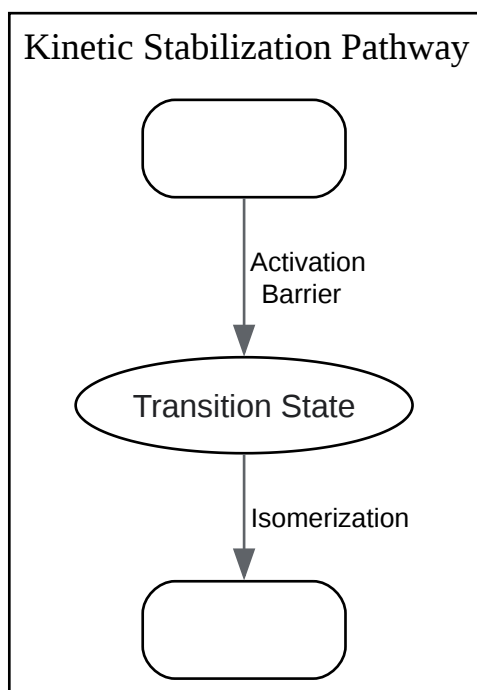 Kinetic Stabilization Pathway
Activation
Barrier
Transition State
Isomerization